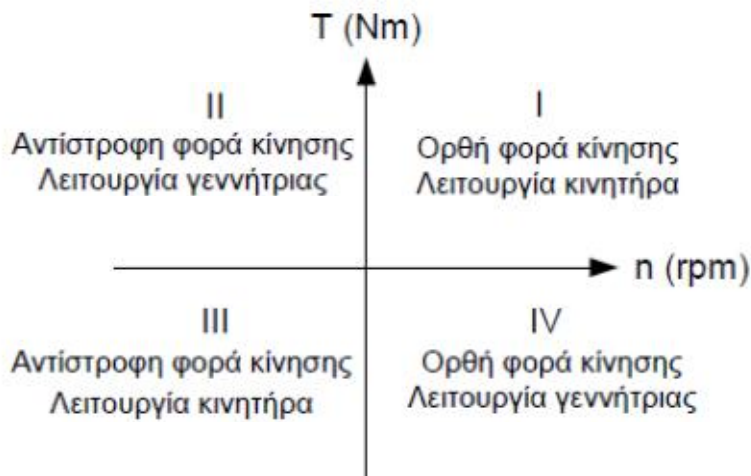 T (Nm)
II
Αντίστροφη φορά κίνησης
Λειτουργία γεννήτριας
I
Ορθή φορά κίνησης
Λειτουργία κινητήρα
n (rpm)
III
Αντίστροφη φορά κίνησης
Λειτουργία κινητήρα
IV
Ορθή φορά κίνησης
Λειτουργία γεννήτριας